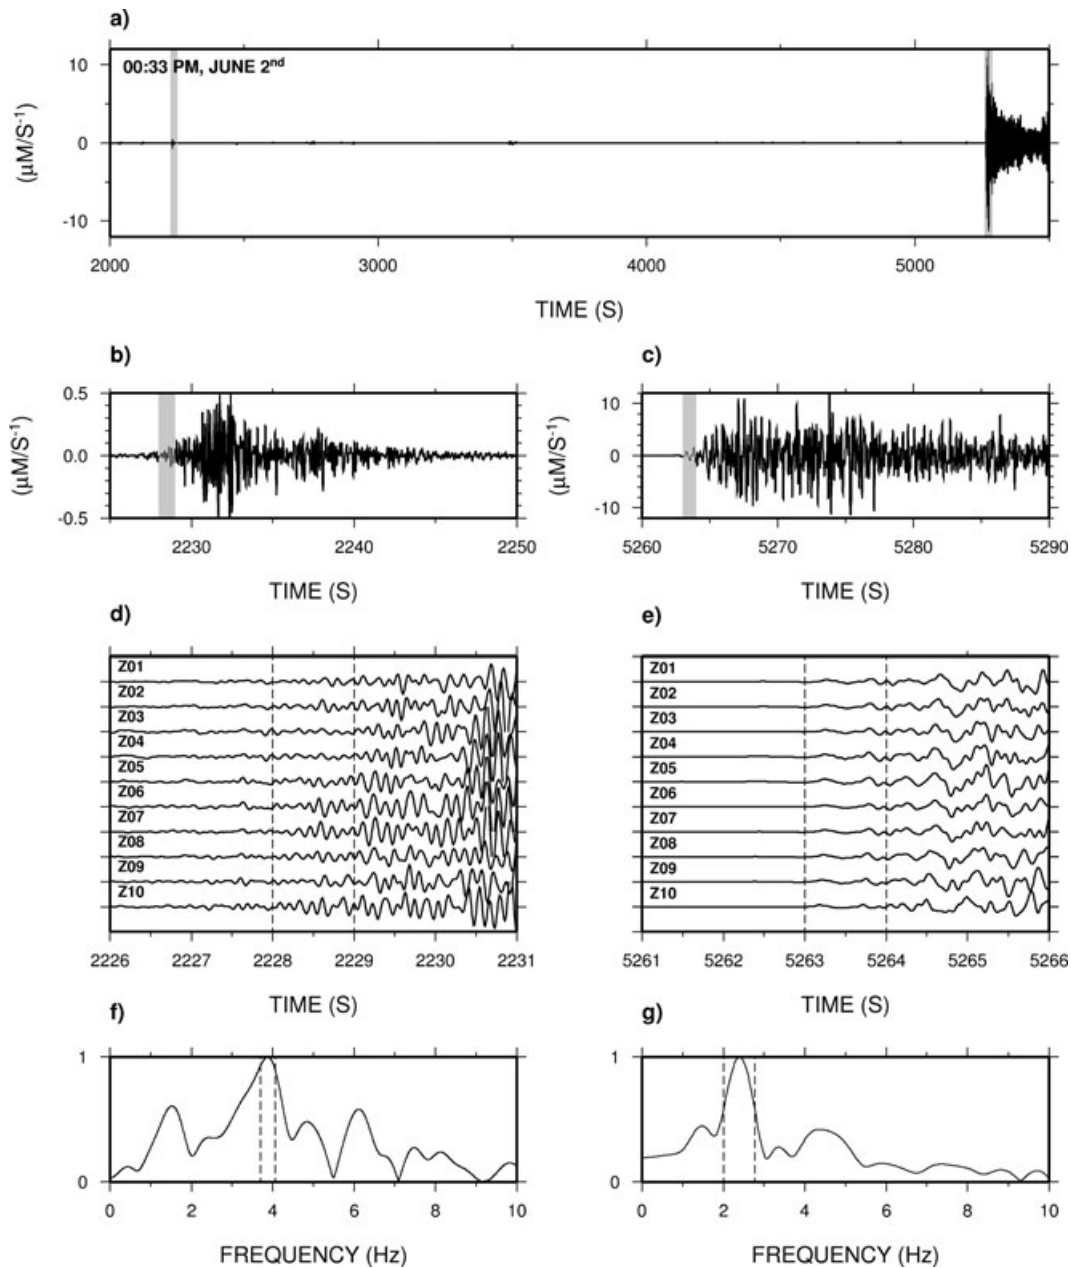 a)
00:33 PM, JUNE 2nd
10
0
-10
(μM/S-1)
2000 3000 4000 5000
TIME (S)
b)
0.5
0.0
-0.5
(μM/S-1)
2230 2240 2250
TIME (S)
c)
10
0
-10
(μM/S-1)
5260 5270 5280 5290
TIME (S)
d)
Z01
Z02
Z03
Z04
Z05
Z06
Z07
Z08
Z09
Z10
2226 2227 2228 2229 2230 2231
TIME (S)
e)
Z01
Z02
Z03
Z04
Z05
Z06
Z07
Z08
Z09
Z10
5261 5262 5263 5264 5265 5266
TIME (S)
f)
1
0
0 2 4 6 8 10
FREQUENCY (Hz)
g)
1
0
0 2 4 6 8 10
FREQUENCY (Hz)